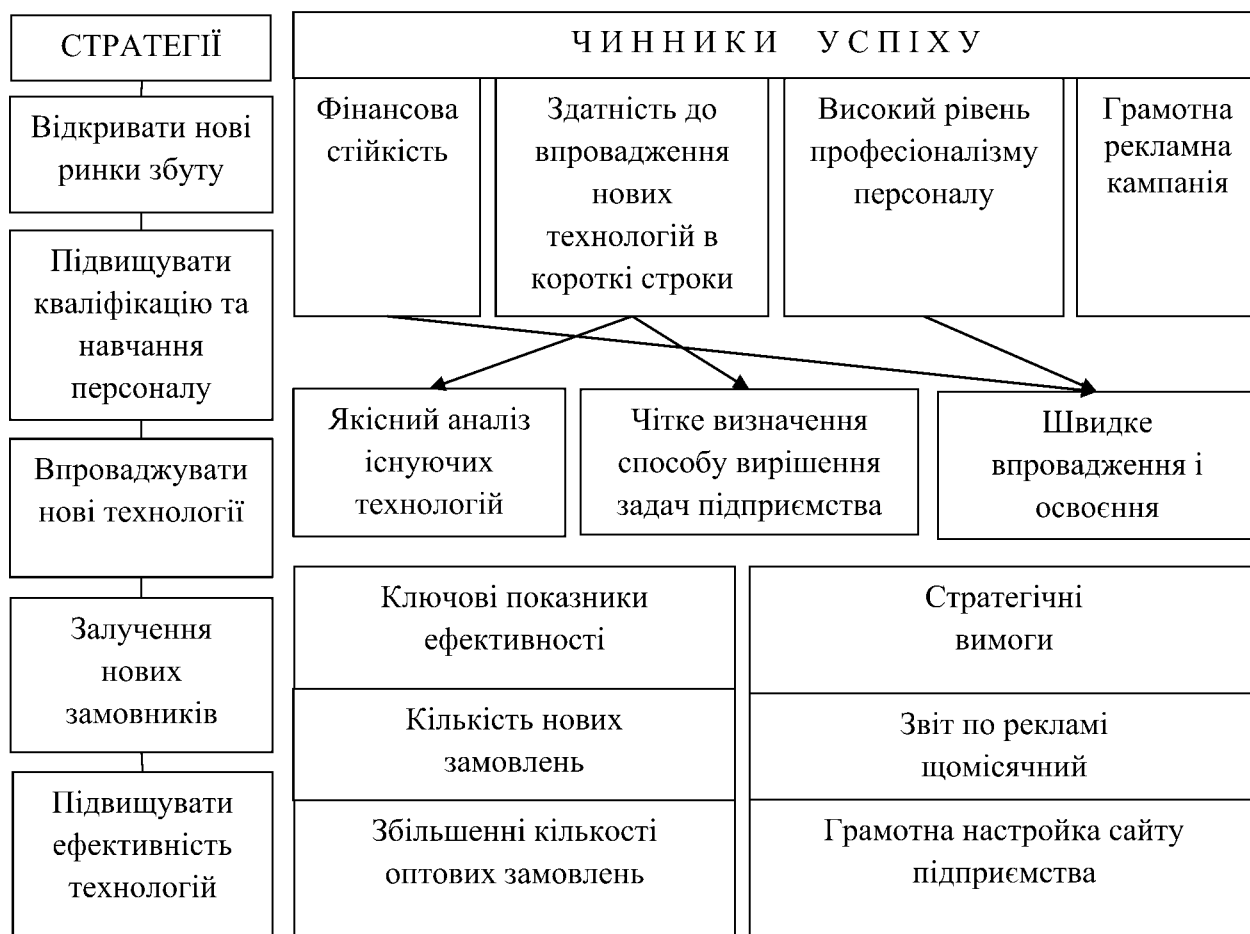 СТРАТЕГІЇ
Відкривати нові
ринки збуту
Підвищувати
кваліфікацію та
навчання
персоналу
Впроваджувати
нові технології
Залучення
нових
замовників
Підвищувати
ефективність
технологій
ЧИННИКИ УСПІХУ
Фінансова
стійкість
Здатність до
впровадження
нових
технологій в
короткі строки
Високий рівень
професіоналізму
персоналу
Грамотна
рекламна
кампанія
Якісний аналіз
існуючих
технологій
Чітке визначення
способу вирішення
задач підприємства
Швидке
впровадження і
освоєння
Ключові показники
ефективності
Кількість нових
замовлень
Збільшенні кількості
оптових замовлень
Стратегічні
вимоги
Звіт по рекламі
щомісячний
Грамотна настройка сайту
підприємства